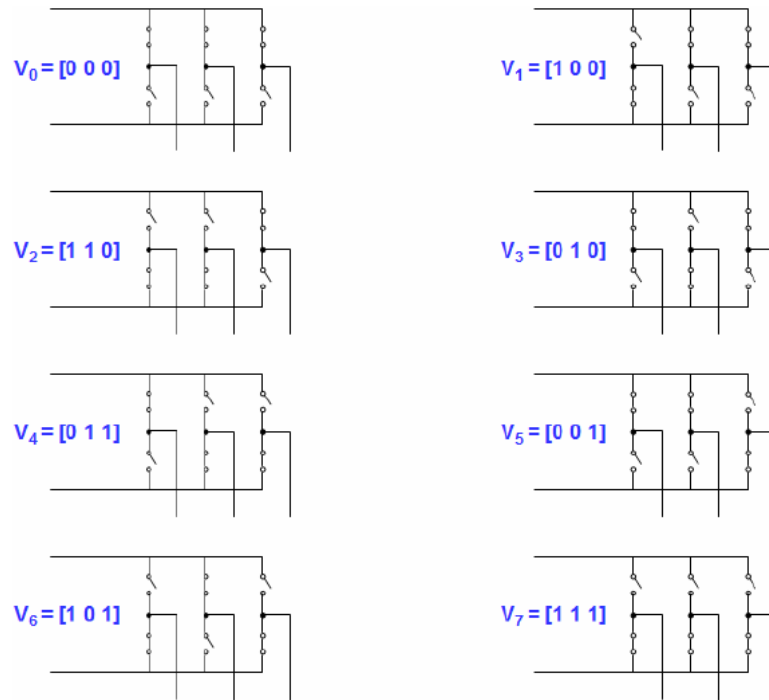 V₀=[0 0 0]
V₁=[1 0 0]
V₂=[1 1 0]
V₃=[0 1 0]
V₄=[0 1 1]
V₅=[0 0 1]
V₆=[1 0 1]
V₇=[1 1 1]